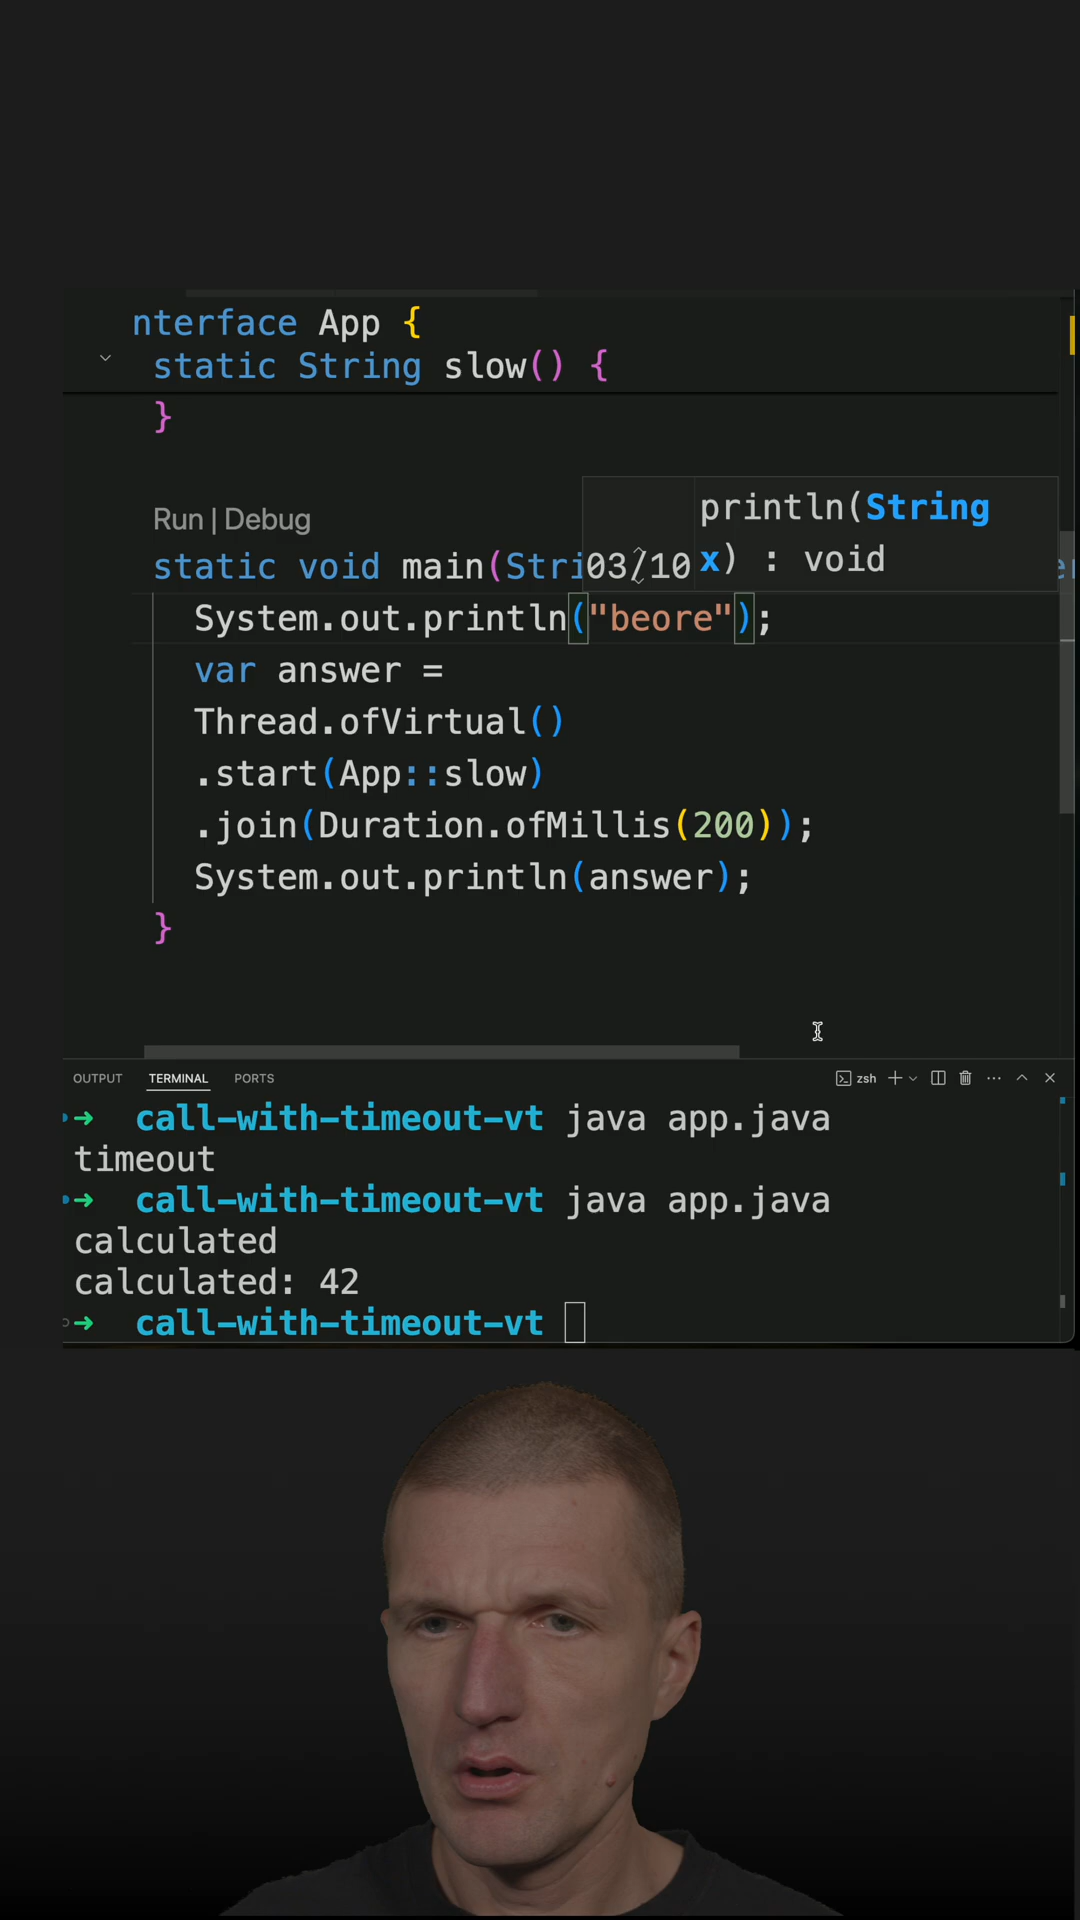 nterface App {
static String slow() {
}
Run | Debug
println(String
03/10 x) : void
static void main(Stri
System.out.println("beore");
var answer =
Thread.ofVirtual()
.start(App::slow)
.join(Duration.ofMillis(200));
System.out.println(answer);
}
OUTPUT TERMINAL PORTS zsh
→ call-with-timeout-vt java app.java
timeout
→ call-with-timeout-vt java app.java
calculated
calculated: 42
→ call-with-timeout-vt